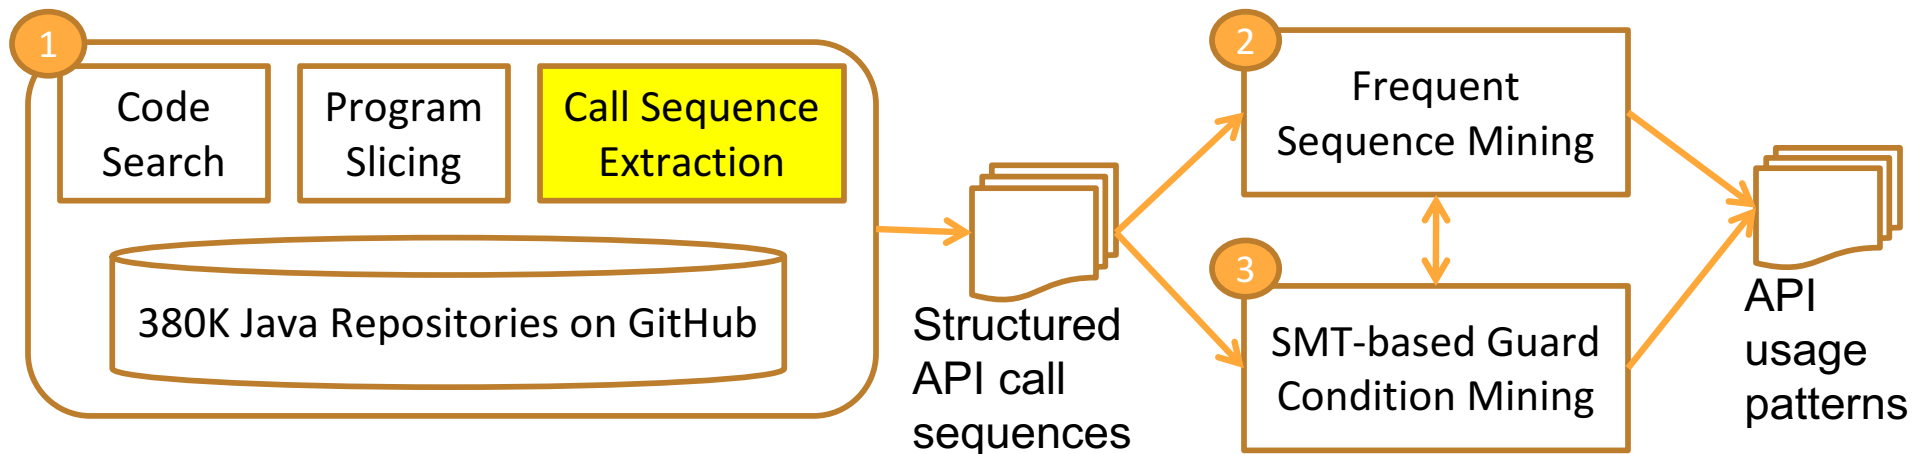 1
Code
Search
Program
Slicing
Call Sequence
Extraction
380K Java Repositories on GitHub
Structured
API call
sequences
2
Frequent
Sequence Mining
3
SMT-based Guard
Condition Mining
API
usage
patterns